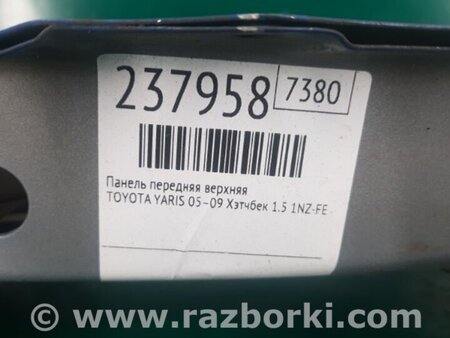 237958 7380
Панель передняя верхняя
TOYOTA YARIS 05-09 Хэтчбек 1.5 1NZ-FE
© www.razborki.com